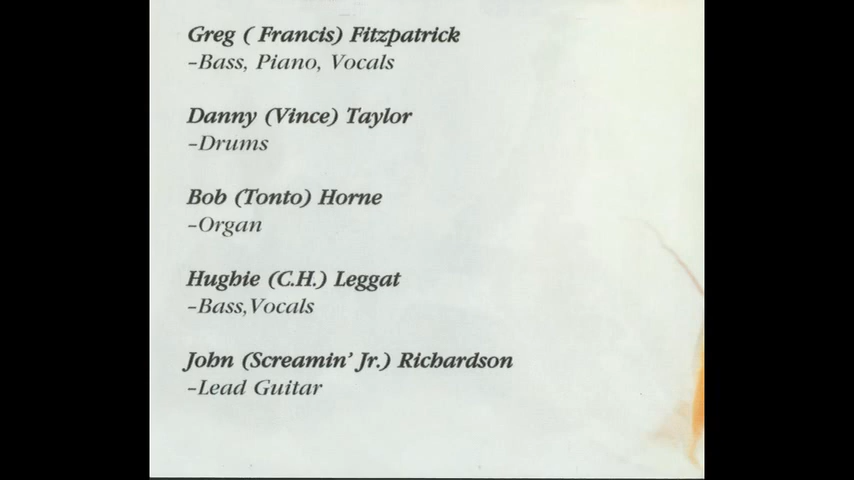 Greg ( Francis) Fitzpatrick
-Bass, Piano, Vocals
Danny (Vince) Taylor
-Drums
Bob (Tonto) Horne
-Organ
Hughie (C.H.) Leggat
-Bass,Vocals
John (Screamin' Jr.) Richardson
-Lead Guitar